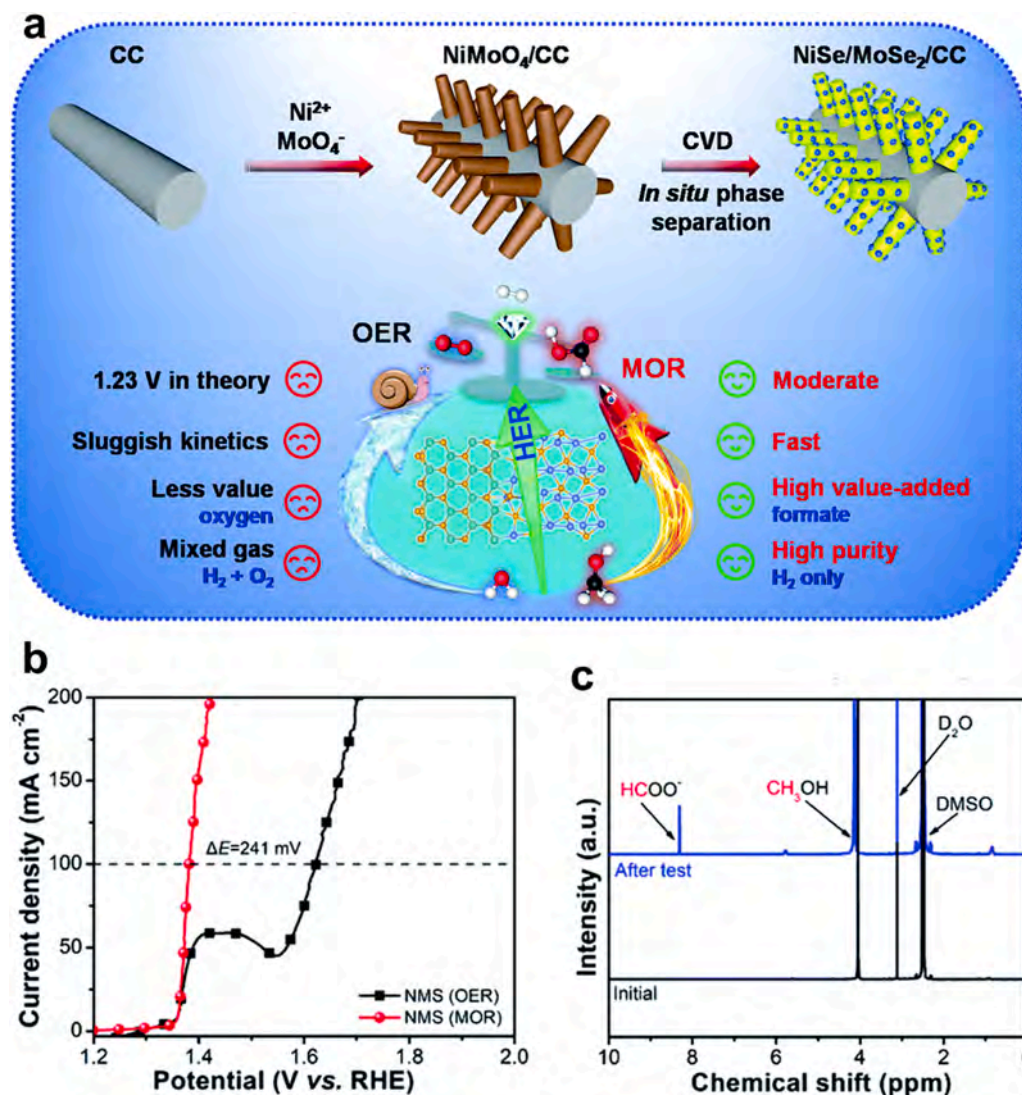 a
CC
NiMoO₄/CC
NiSe/MoSe₂/CC
Ni²⁺
MoO₄⁻
CVD
In situ phase
separation
OER
MOR
HER
1.23 V in theory
Moderate
Sluggish kinetics
Fast
Less value
oxygen
High value-added
formate
Mixed gas
H₂ + O₂
High purity
H₂ only
b
Current density (mA cm⁻²)
200
150
100
50
0
ΔE=241 mV
NMS (OER)
NMS (MOR)
1.2
1.4
1.6
1.8
2.0
Potential (V vs. RHE)
c
Intensity (a.u.)
D₂O
HCOO⁻
CH₃OH
DMSO
After test
Initial
10
8
6
4
2
0
Chemical shift (ppm)